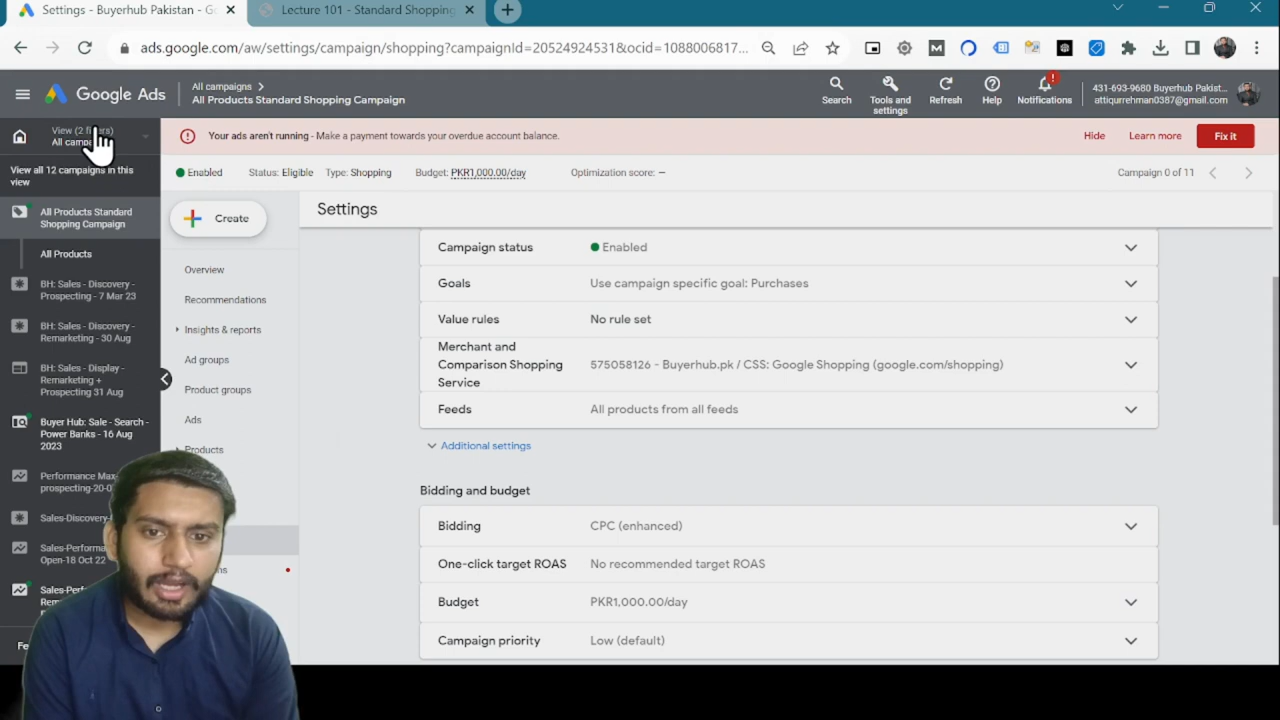 Settings - Buyerhub Pakistan - G
Lecture 101 - Standard Shopping
ads.google.com/aw/settings/campaign/shopping?campaignId=20524924531&ocid=1088006817...
Google Ads
All campaigns
All Products Standard Shopping Campaign
Search
Tools and settings
Refresh
Help
Notifications
431-693-9680 Buyerhub Pakist...
attiqurrehman0387@gmail.com
View (2 filters)
All
Your ads aren't running - Make a payment towards your overdue account balance.
Hide
Learn more
Fix it
View all 12 campaigns in this
view
Enabled
Status: Eligible
Type: Shopping
Budget: PKR1,000.00/day
Optimization score: –
Campaign 0 of 11
All Products Standard
Shopping Campaign
All Products
BH: Sales - Discovery -
Prospecting - 7 Mar 23
BH: Sales - Discovery -
Remarketing - 30 Aug
BH: Sales - Display -
Remarketing +
Prospecting 31 Aug
Buyer Hub: Sale - Search -
Power Banks - 16 Aug
2023
Performance Max-
prospecting-20-0
Sales-Discovery-
Sales-Performa
Open-18 Oct 22
Sales-Perf
Create
Overview
Recommendations
Insights & reports
Ad groups
Product groups
Ads
Products
Settings
Campaign status
Enabled
Goals
Use campaign specific goal: Purchases
Value rules
No rule set
Merchant and
Comparison Shopping
Service
575058126 - Buyerhub.pk / CSS: Google Shopping (google.com/shopping)
Feeds
All products from all feeds
Additional settings
Bidding and budget
Bidding
CPC (enhanced)
One-click target ROAS
No recommended target ROAS
Budget
PKR1,000.00/day
Campaign priority
Low (default)